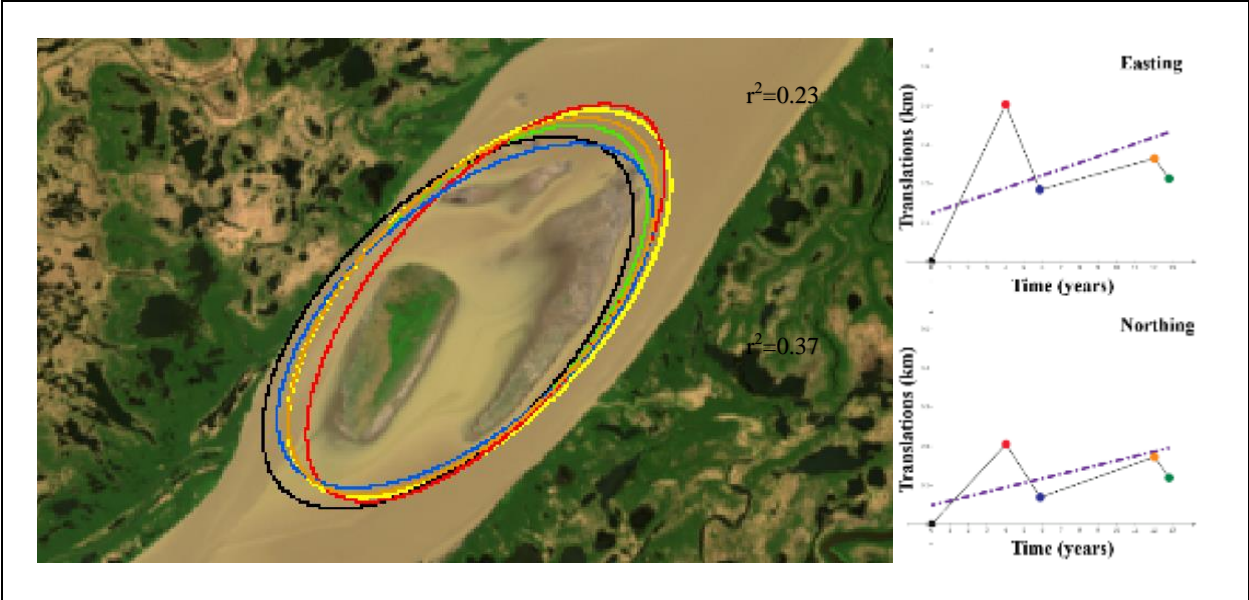 r²=0.23
Easting
Translations (km)
Time (years)
r²=0.37
Northing
Translations (km)
Time (years)